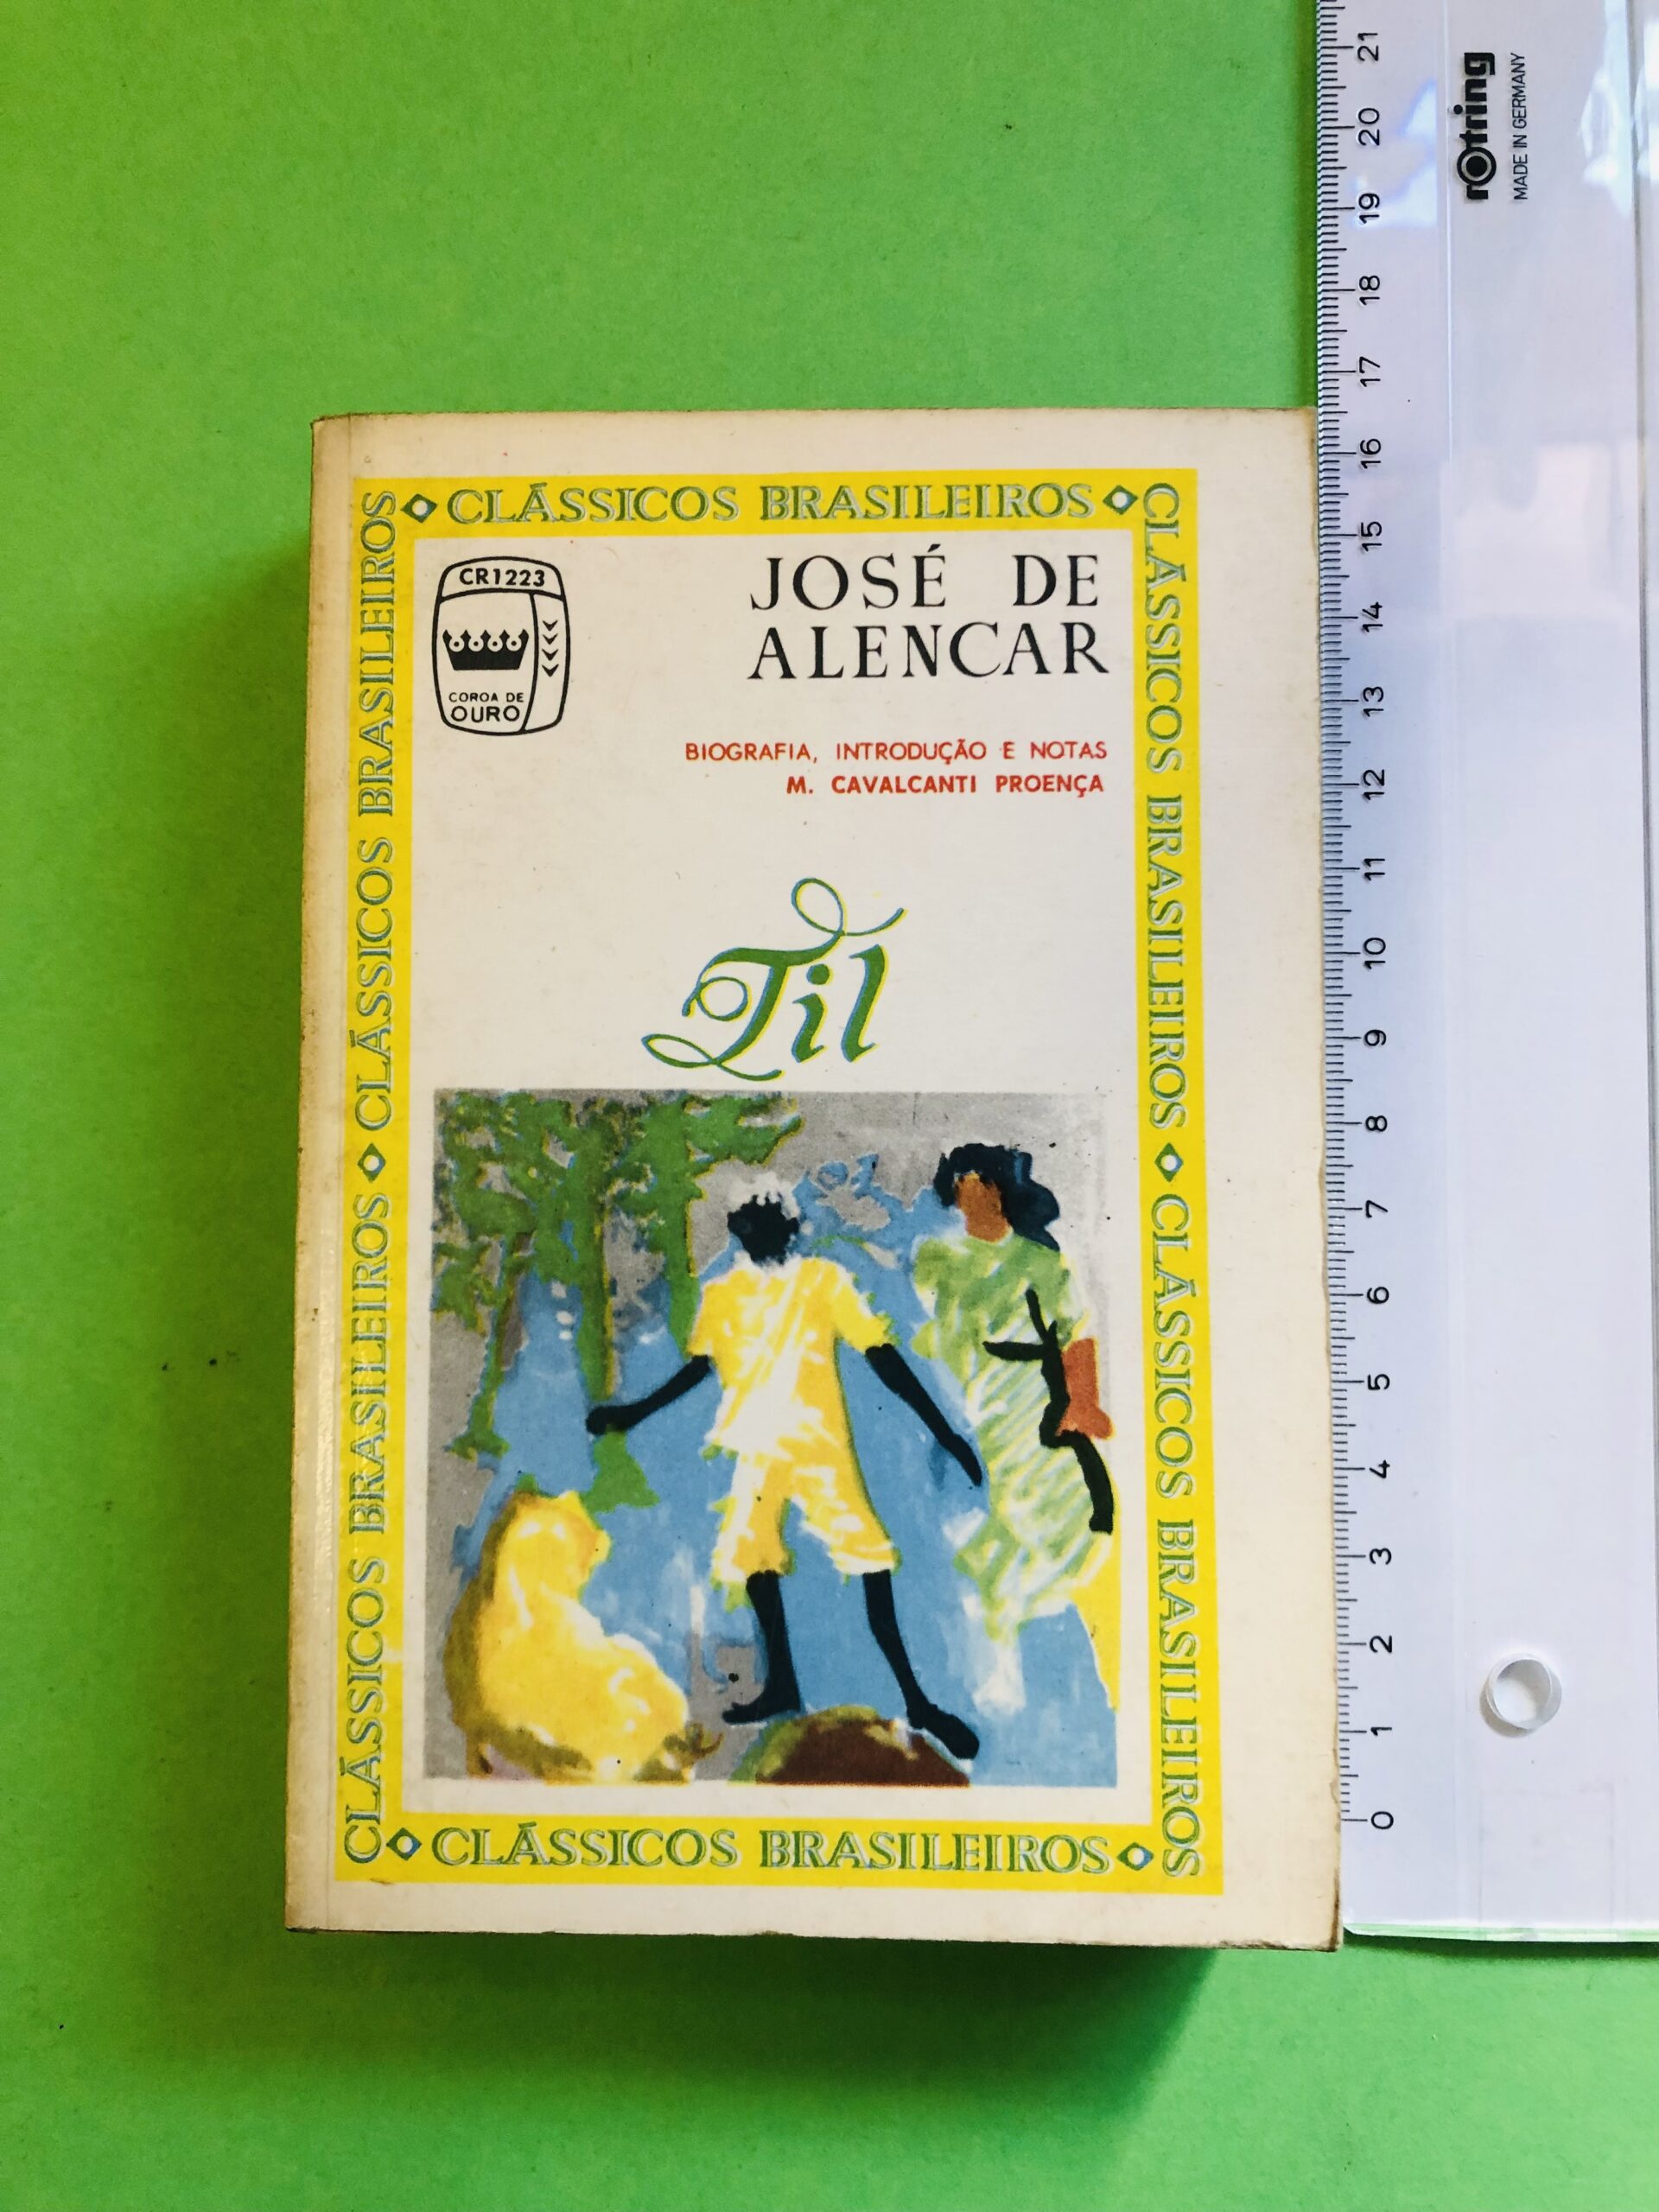 CLÁSSICOS BRASILEIROS
CLÁSSICOS BRASILEIROS
CLÁSSICOS BRASILEIROS
CLÁSSICOS BRASILEIROS
CLÁSSICOS BRASILEIROS
CLÁSSICOS BRASILEIROS
CR1223
COROA DE
OURO
JOSÉ DE
ALENCAR
BIOGRAFIA, INTRODUÇÃO E NOTAS
M. CAVALCANTI PROENÇA
Til
rotring
MADE IN GERMANY
21
20
19
18
17
16
15
14
13
12
11
10
9
8
7
6
5
4
3
2
1
0